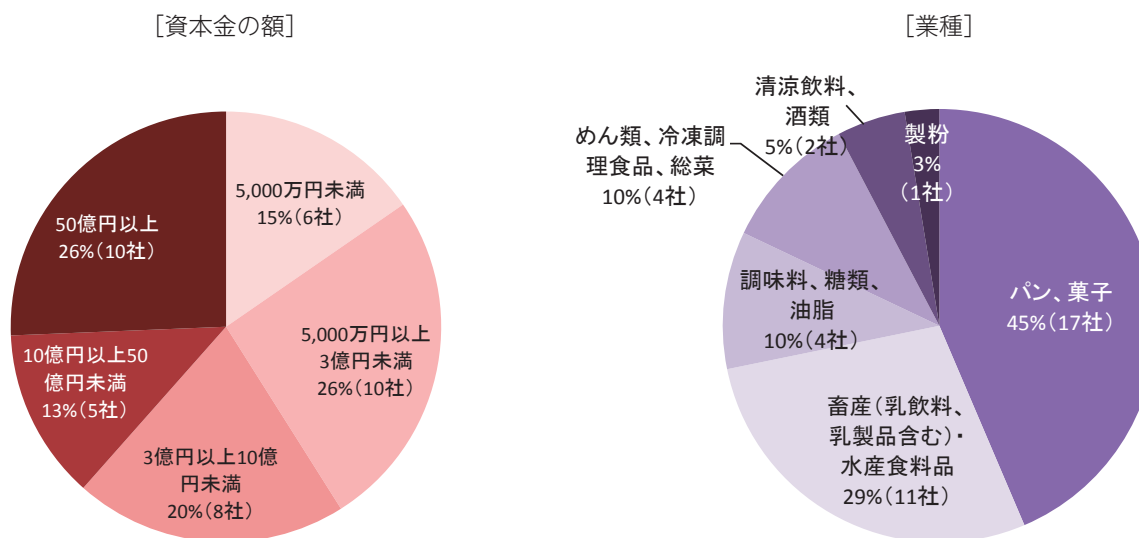 [資本金の額]
5,000万円未満
15%(6社)
5,000万円以上
3億円未満
26%(10社)
3億円以上10億
円未満
20%(8社)
10億円以上50
億円未満
13%(5社)
50億円以上
26%(10社)
[業種]
パン、菓子
45%(17社)
畜産(乳飲料、
乳製品含む)・
水産食料品
29%(11社)
調味料、糖類、
油脂
10%(4社)
めん類、冷凍調
理食品、総菜
10%(4社)
清涼飲料、
酒類
5%(2社)
製粉
3%
(1社)